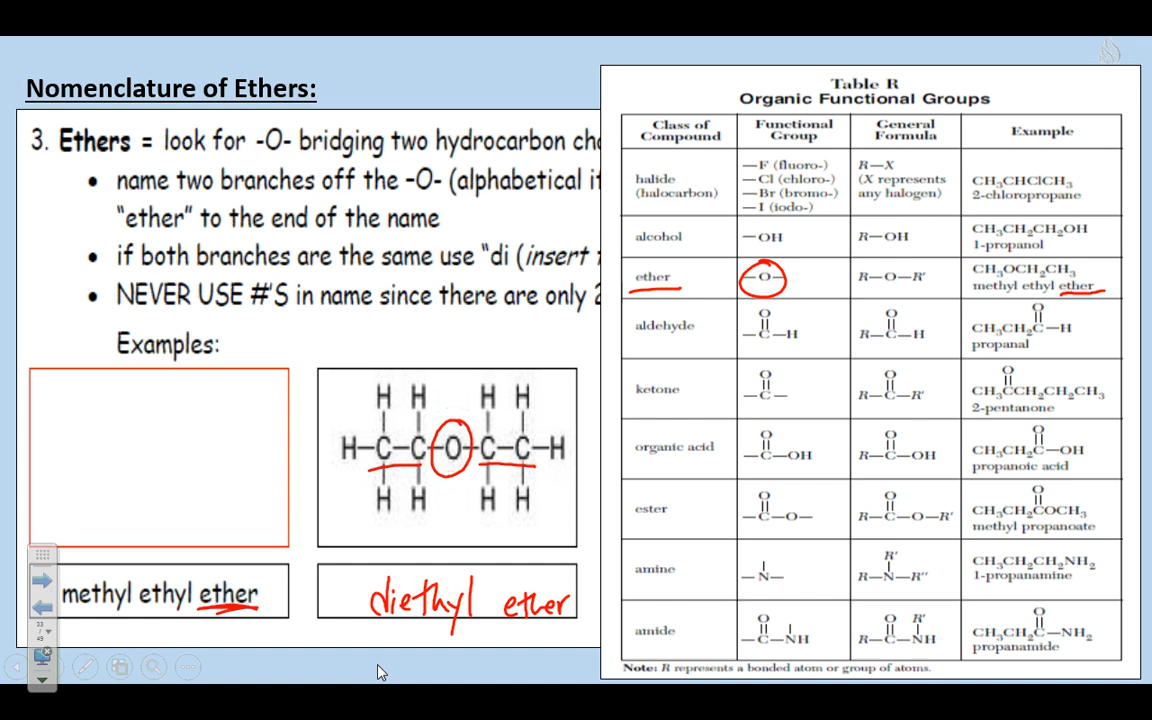 Nomenclature of Ethers:
3. Ethers = look for -O- bridging two hydrocarbon cha
• name two branches off the -O- (alphabetical if
"ether" to the end of the name
• if both branches are the same use "di (insert
• NEVER USE #'S in name since there are only 2
Examples:
H H H H
H-C-C-O-C-C-H
H H H H
methyl ethyl ether
diethyl ether
33
/
49
Table R
Organic Functional Groups
Class of Compound Functional Group General Formula Example
halide (halocarbon) —F (fluoro-) —Cl (chloro-) —Br (bromo-) —I (iodo-) R—X (X represents any halogen) CH₃CHClCH₃ 2-chloropropane
alcohol —OH R—OH CH₃CH₂CH₂OH 1-propanol
ether —O— R—O—R' CH₃OCH₂CH₃ methyl ethyl ether
aldehyde O || —C—H O || R—C—H O || CH₃CH₂C—H propanal
ketone O || —C— O || R—C—R' O || CH₃CCH₂CH₂CH₃ 2-pentanone
organic acid O || —C—OH O || R—C—OH O || CH₃CH₂C—OH propanoic acid
ester O || —C—O— O || R—C—O—R' O || CH₃CH₂COCH₃ methyl propanoate
amine | —N— R' | R—N—R'' CH₃CH₂CH₂NH₂ 1-propanamine
amide O || | —C—NH O R' || | R—C—NH O || CH₃CH₂C—NH₂ propanamide
Note: R represents a bonded atom or group of atoms.